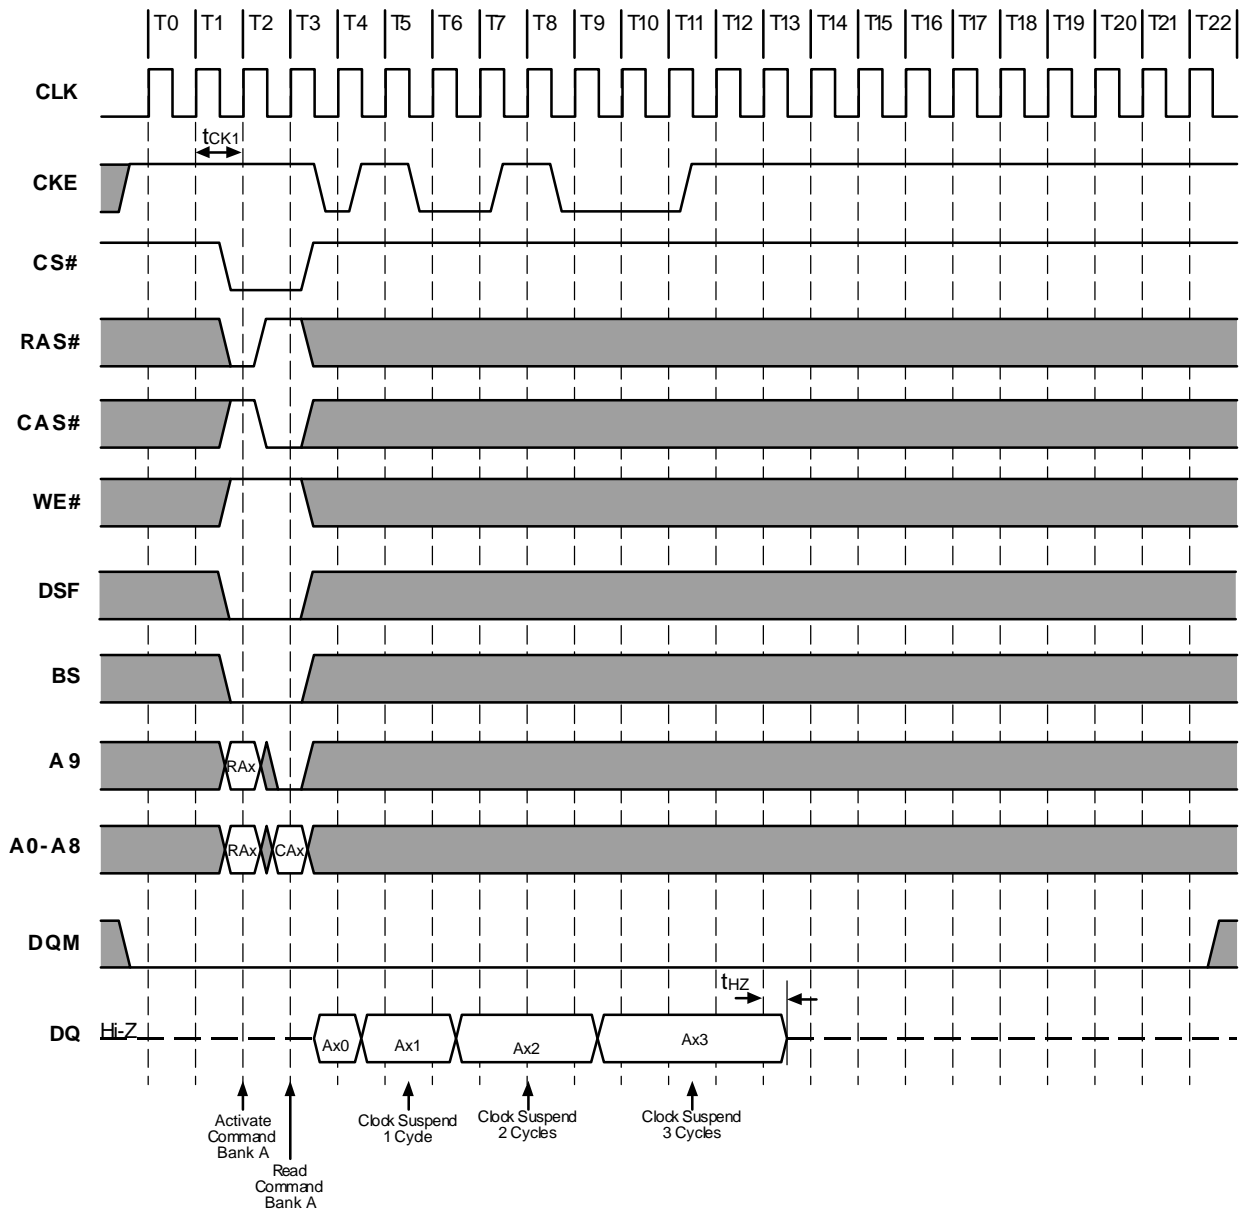 T0 T1 T2 T3 T4 T5 T6 T7 T8 T9 T10 T11 T12 T13 T14 T15 T16 T17 T18 T19 T20 T21 T22
CLK
tCK1
CKE
CS#
RAS#
CAS#
WE#
DSF
BS
A9
RAx
A0-A8
RAx CAx
DQM
tHZ
DQ Hi-Z
Ax0 Ax1 Ax2 Ax3
Activate
Command
Bank A
Read
Command
Bank A
Clock Suspend
1 Cycle
Clock Suspend
2 Cycles
Clock Suspend
3 Cycles